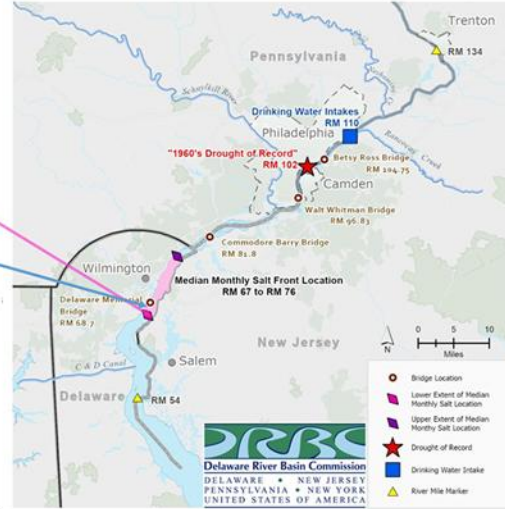 Trenton
RM 134
Pennsylvania
Schuylkill River
Drinking Water Intakes
RM 110
Philadelphia
Rancocas Creek
"1960's Drought of Record"
RM 102
Betsy Ross Bridge
RM 104.75
Camden
Walt Whitman Bridge
RM 96.83
Commodore Barry Bridge
RM 81.8
Wilmington
Median Monthly Salt Front Location
RM 67 to RM 76
Delaware Memorial
Bridge
RM 68.7
New Jersey
Salem
C & D Canal
Delaware
RM 54
N
0 5 10
Miles
Bridge Location
Lower Extent of Median
Monthly Salt Location
Upper Extent of Median
Monthy Salt Location
Drought of Record
Drinking Water Intake
River Mile Marker
DRBC
Delaware River Basin Commission
DELAWARE • NEW JERSEY
PENNSYLVANIA • NEW YORK
UNITED STATES OF AMERICA